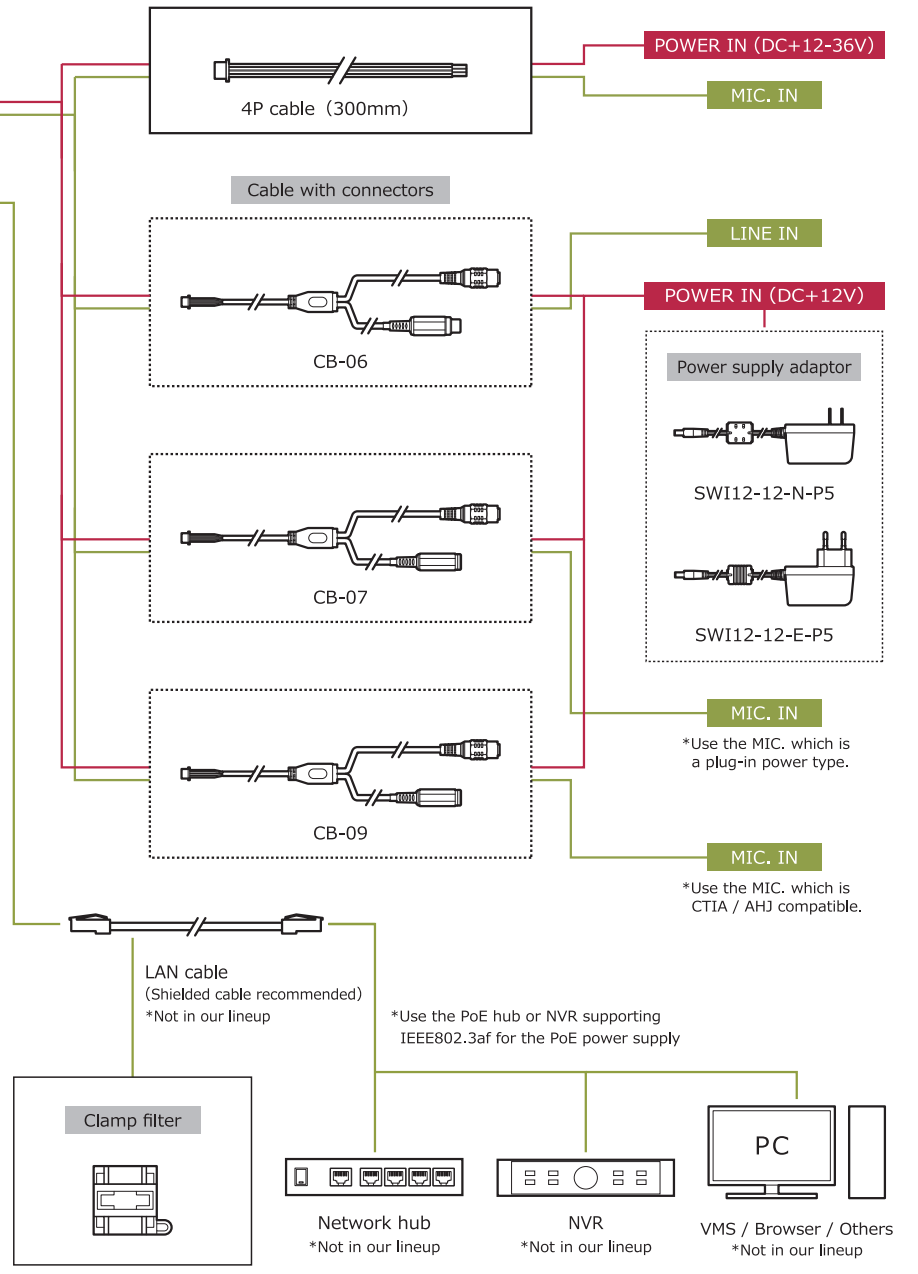 POWER IN (DC+12-36V)
MIC. IN
4P cable (300mm)
Cable with connectors
LINE IN
CB-06
POWER IN (DC+12V)
Power supply adaptor
SWI12-12-N-P5
SWI12-12-E-P5
CB-07
MIC. IN
*Use the MIC. which is
a plug-in power type.
CB-09
MIC. IN
*Use the MIC. which is
CTIA / AHJ compatible.
LAN cable
(Shielded cable recommended)
*Not in our lineup
*Use the PoE hub or NVR supporting
IEEE802.3af for the PoE power supply
Clamp filter
Network hub
*Not in our lineup
NVR
*Not in our lineup
PC
VMS / Browser / Others
*Not in our lineup